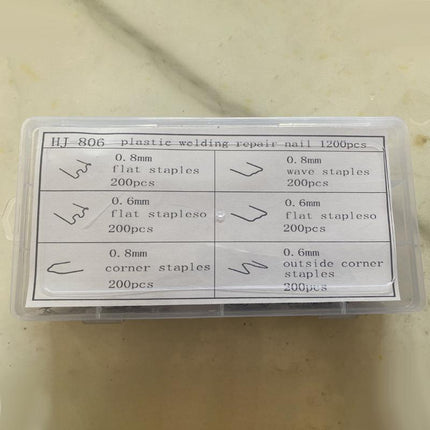 HJ 806 plastic welding repair nail 1200pcs
0.8mm
flat staples
200pcs
0.8mm
wave staples
200pcs
0.6mm
flat stapleso
200pcs
0.6mm
flat stapleso
200pcs
0.8mm
corner staples
200pcs
0.6mm
outside corner
staples
200pcs